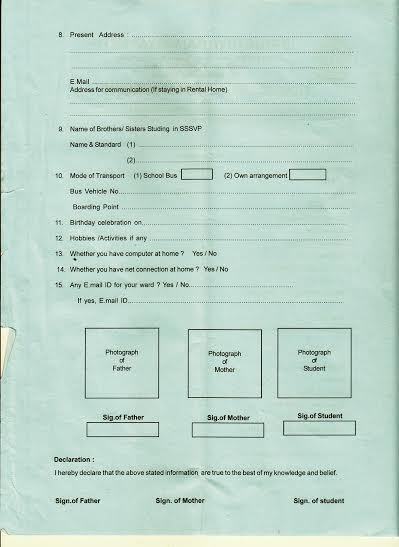 8. Present Address : ........................................................................
................................................................................
................................................................................
E.Mail ................................................................................
Address for communication (If staying in Rental Home)
................................................................................
................................................................................
9. Name of Brothers/ Sisters Studing in SSSVP
Name & Standard (1) ................................................................
(2)................................................................
10. Mode of Transport (1) School Bus (2) Own arrangement
Bus Vehicle No................................................................
Boarding Point ................................................................
11. Birthday celebration on................................................................
12. Hobbies /Activities if any ................................................................
13. Whether you have computer at home ? Yes / No
14. Whether you have net connection at home ? Yes / No
15. Any E.mail ID for your ward ? Yes / No................................
If yes, E.mail ID................................................................
Photograph of Father
Photograph of Mother
Photograph of Student
Sig.of Father Sig.of Mother Sig.of Student
Declaration :
I hereby declare that the above stated information are true to the best of my knowledge and belief.
Sign.of Father Sign. of Mother Sign. of student